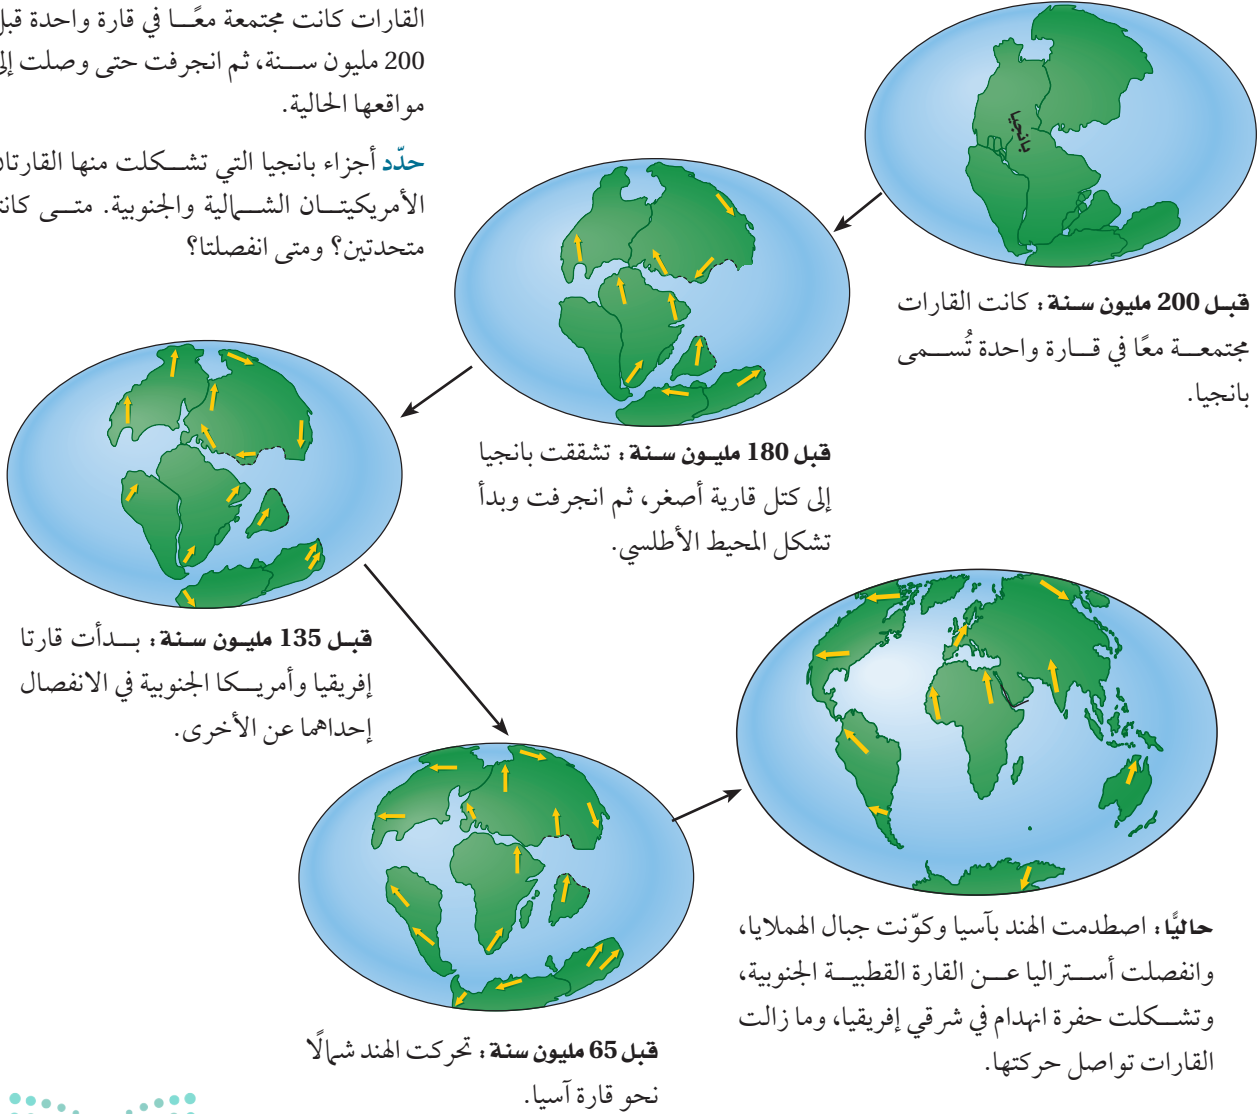 القارات كانت مجتمعة معًا في قارة واحدة قبل
200 مليون سنة، ثم انجرفت حتى وصلت إلى
مواقعها الحالية.
حدّد أجزاء بانجيا التي تشكلت منها القارتان
الأمريكيتان الشمالية والجنوبية. متى كانتا
متحدتين؟ ومتى انفصلتا؟
بانجيا
قبل 200 مليون سنة: كانت القارات
مجتمعة معًا في قارة واحدة تُسمى
بانجيا.
قبل 180 مليون سنة: تشققت بانجيا
إلى كتل قارية أصغر، ثم انجرفت وبدأ
تشكل المحيط الأطلسي.
قبل 135 مليون سنة: بدأت قارتا
إفريقيا وأمريكا الجنوبية في الانفصال
إحداهما عن الأخرى.
قبل 65 مليون سنة: تحركت الهند شمالًا
نحو قارة آسيا.
حاليًّا: اصطدمت الهند بآسيا وكوّنت جبال الهملايا،
وانفصلت أستراليا عن القارة القطبية الجنوبية،
وتشكلت حفرة انهدام في شرقي إفريقيا، وما زالت
القارات تواصل حركتها.